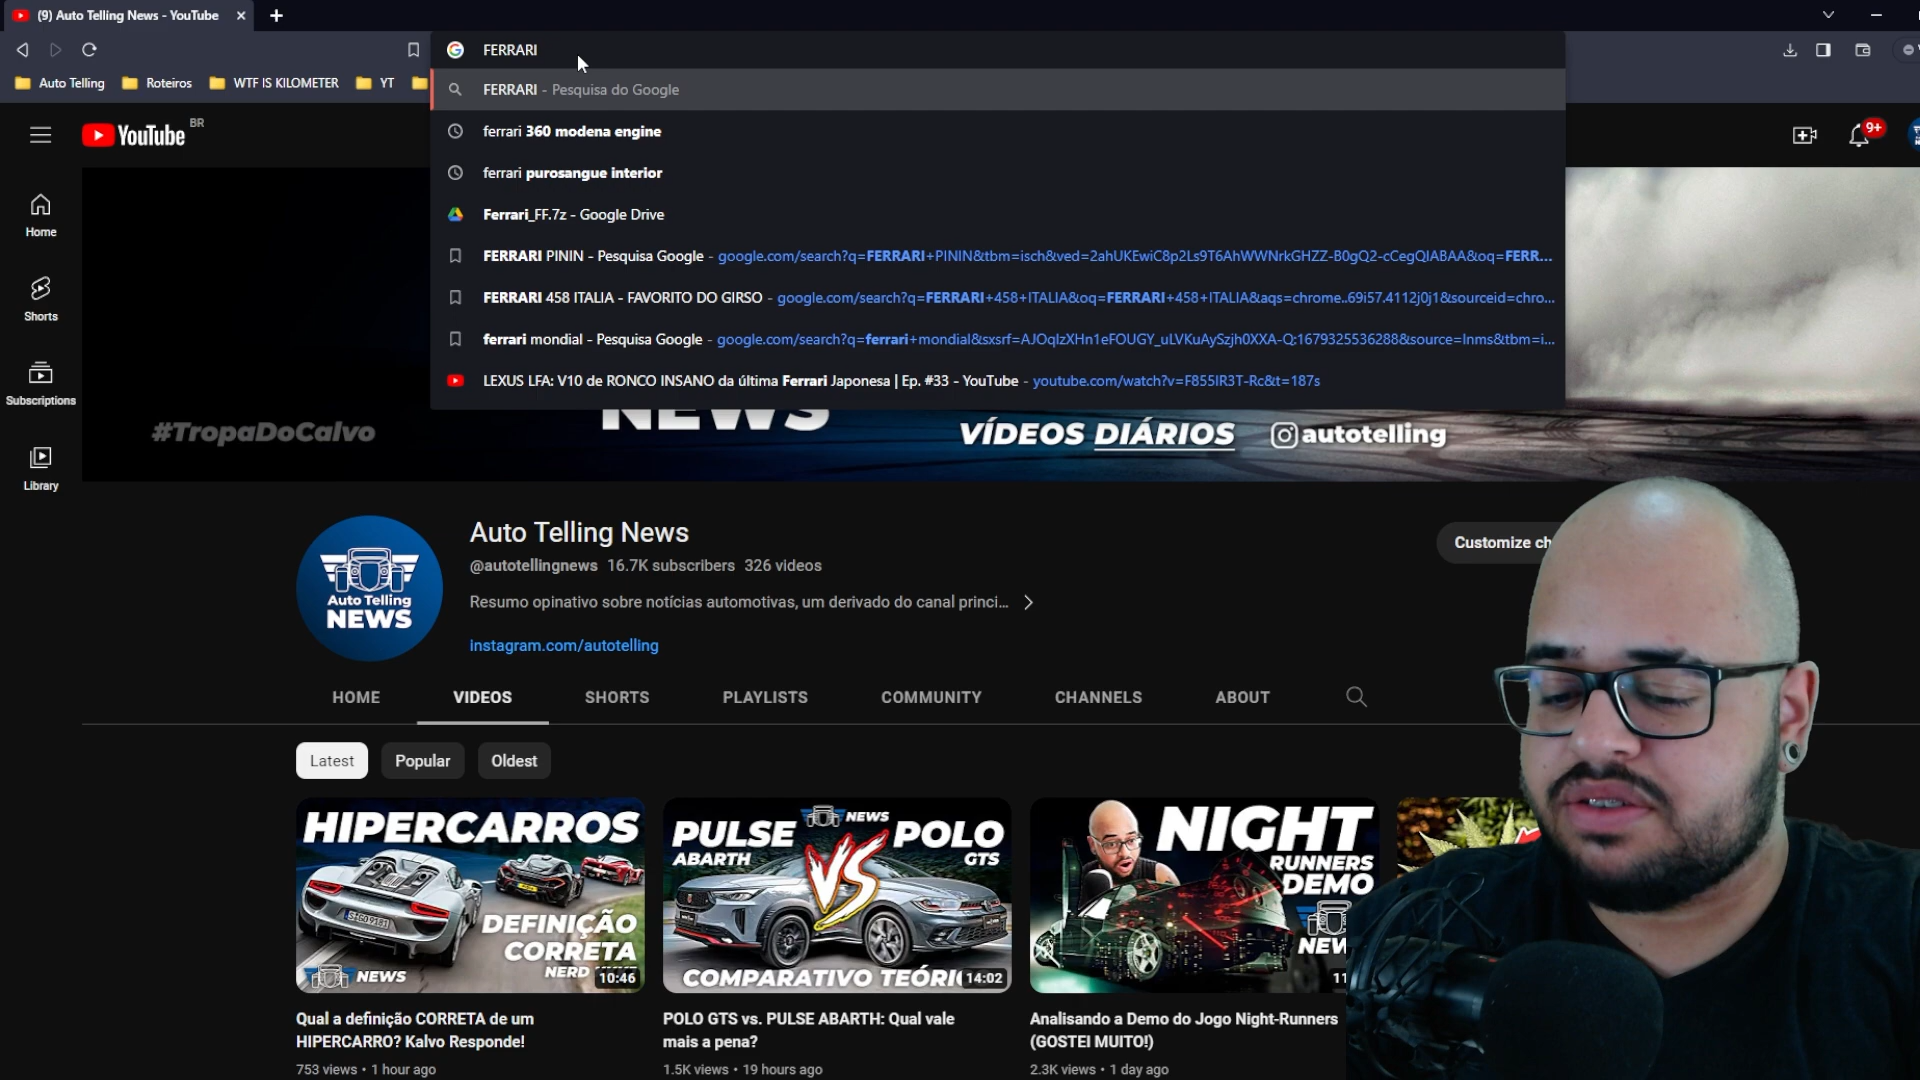 (9) Auto Telling News - YouTube
FERRARI
Auto Telling
Roteiros
WTF IS KILOMETER
YT
FERRARI - Pesquisa do Google
ferrari 360 modena engine
ferrari purosangue interior
Ferrari_FF.7z - Google Drive
FERRARI PININ - Pesquisa Google - google.com/search?q=FERRARI+PININ&tbm=isch&ved=2ahUKEwiC8p2Ls9T6AhWWNrkGHZZ-B0gQ2-cCegQIABAA&oq=FERR...
FERRARI 458 ITALIA - FAVORITO DO GIRSO - google.com/search?q=FERRARI+458+ITALIA&oq=FERRARI+458+ITALIA&aqs=chrome..69i57.4112j0j1&sourceid=chro...
ferrari mondial - Pesquisa Google - google.com/search?q=ferrari+mondial&sxsrf=AJOqlzXHn1eFOUGY_uLVKuAySzjh0XXA-Q:1679325536288&source=lnms&tbm=i...
LEXUS LFA: V10 de RONCO INSANO da última Ferrari Japonesa | Ep. #33 - YouTube - youtube.com/watch?v=F855IR3T-Rc&t=187s
YouTube BR
9+
Home
Shorts
Subscriptions
Library
#TropaDoCalvo
NEWS
VÍDEOS DIÁRIOS
autotelling
Auto Telling
NEWS
Auto Telling News
@autotellingnews 16.7K subscribers 326 videos
Resumo opinativo sobre notícias automotivas, um derivado do canal princi...
instagram.com/autotelling
Customize ch
HOME
VIDEOS
SHORTS
PLAYLISTS
COMMUNITY
CHANNELS
ABOUT
Latest
Popular
Oldest
HIPERCARROS
S·GO9181
DEFINIÇÃO
CORRETA
NERD
NEWS
10:46
Qual a definição CORRETA de um
HIPERCARRO? Kalvo Responde!
753 views • 1 hour ago
NEWS
PULSE
ABARTH
VS
POLO
GTS
COMPARATIVO TEÓRI
14:02
POLO GTS vs. PULSE ABARTH: Qual vale
mais a pena?
1.5K views • 19 hours ago
NIGHT
RUNNERS
DEMO
NEW
11
Analisando a Demo do Jogo Night-Runners
(GOSTEI MUITO!)
2.3K views • 1 day ago